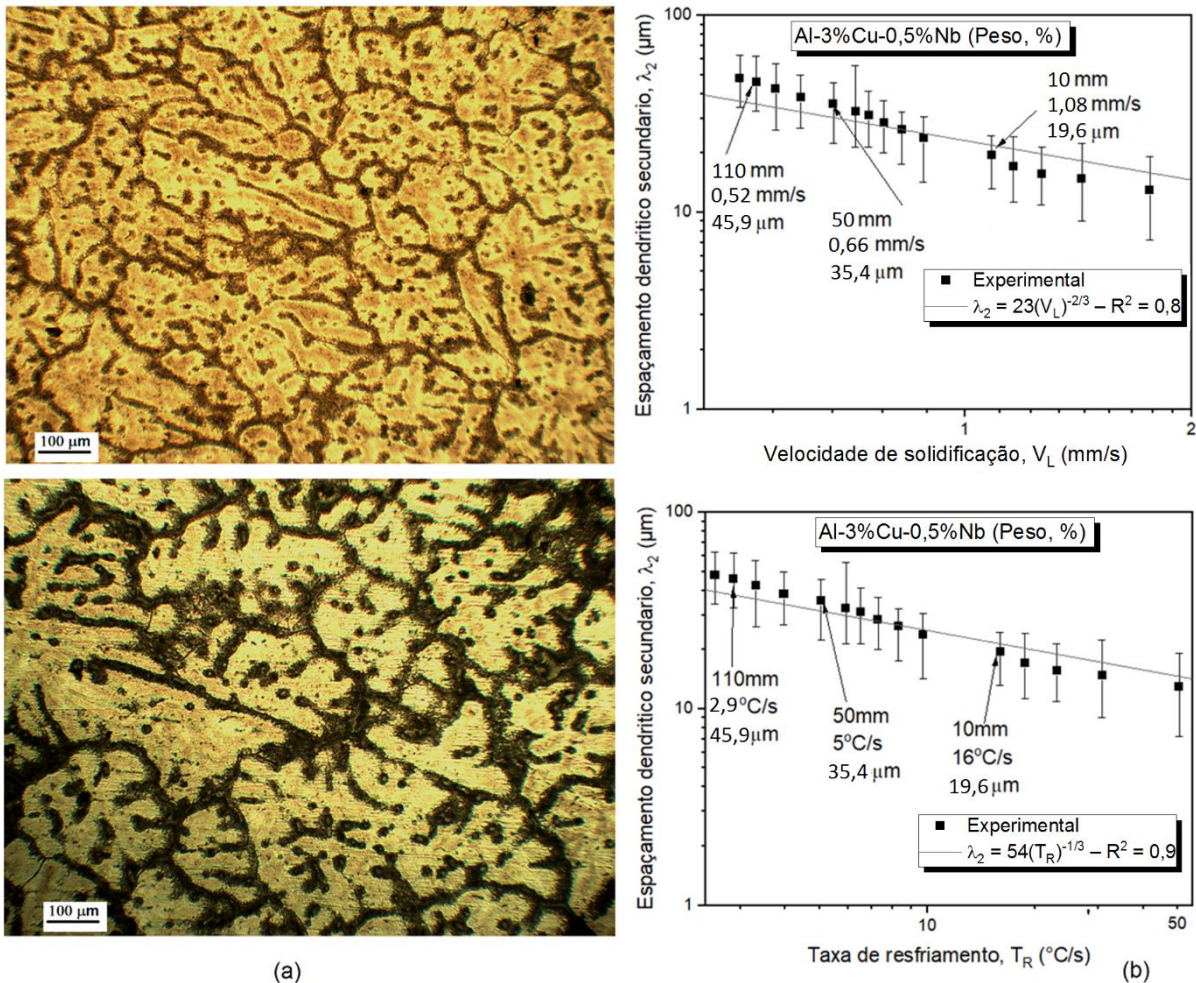 100 μm
100 μm
(a)
Espaçamento dendrítico secundario, λ2 (μm)
100
10
1
Al-3%Cu-0,5%Nb (Peso, %)
10 mm
1,08 mm/s
19,6 μm
110 mm
0,52 mm/s
45,9 μm
50 mm
0,66 mm/s
35,4 μm
Experimental
λ2 = 23(VL)-2/3 – R2 = 0,8
1
2
Velocidade de solidificação, VL (mm/s)
Espaçamento dendrítico secundario, λ2 (μm)
100
10
1
Al-3%Cu-0,5%Nb (Peso, %)
110mm
2,9°C/s
45,9μm
50mm
5°C/s
35,4 μm
10mm
16°C/s
19,6 μm
Experimental
λ2 = 54(TR)-1/3 – R2 = 0,9
10
50
Taxa de resfriamento, TR (°C/s)
(b)